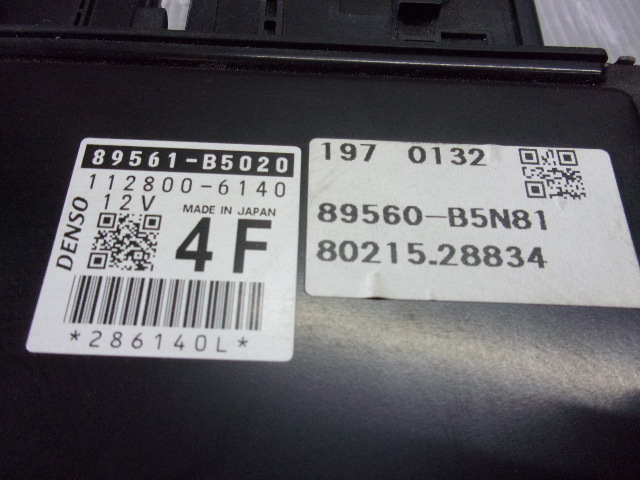 89561-B5020
112800-6140
12V
MADE IN JAPAN
DENSO
4F
*286140L*
197 0132
89560-B5N81
80215-28834